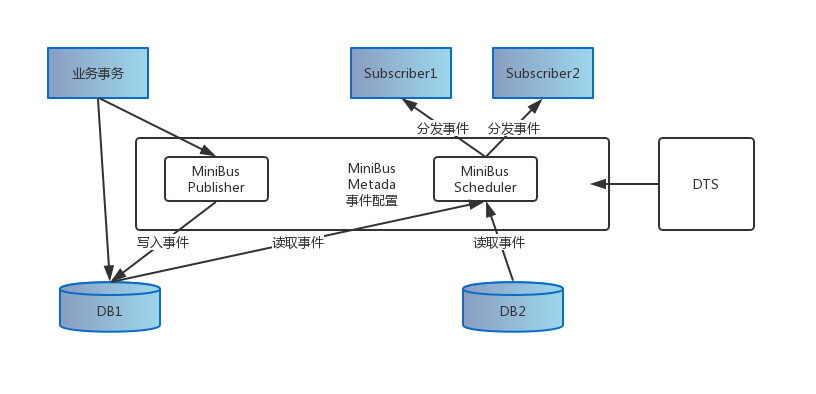 业务事务
Subscriber1
Subscriber2
分发事件
分发事件
MiniBus
Publisher
MiniBus
Metada
事件配置
MiniBus
Scheduler
DTS
写入事件
读取事件
读取事件
DB1
DB2